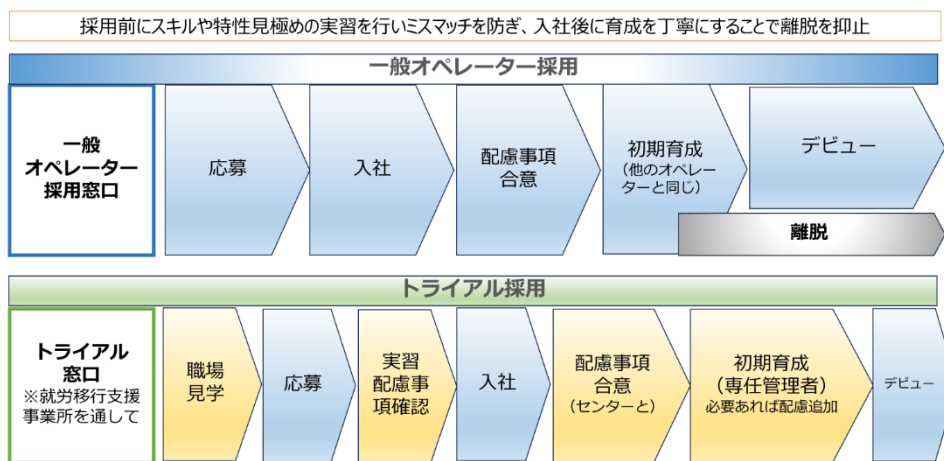 採用前にスキルや特性見極めの実習を行いミスマッチを防ぎ、入社後に育成を丁寧にすることで離脱を抑止
一般オペレーター採用
一般
オペレーター
採用窓口
応募
入社
配慮事項
合意
初期育成
（他のオペレー
ターと同じ）
デビュー
離脱
トライアル採用
トライアル
窓口
※就労移行支援
事業所を通して
職場
見学
応募
実習
配慮事
項確認
入社
配慮事項
合意
（センターと）
初期育成
（専任管理者）
必要あれば配慮追加
デビュー